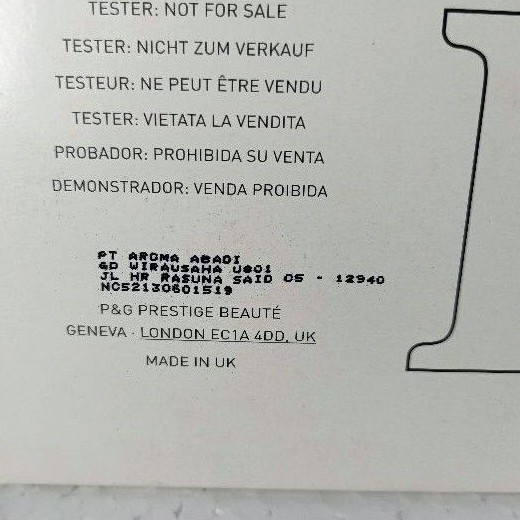 TESTER: NOT FOR SALE
TESTER: NICHT ZUM VERKAUF
TESTEUR: NE PEUT ÊTRE VENDU
TESTER: VIETATA LA VENDITA
PROBADOR: PROHIBIDA SU VENTA
DEMONSTRADOR: VENDA PROIBIDA
PT AROMA ABADI
GD WIRAUSAHA U801
JL HR RASUNA SAID C5 - 12940
NC52130601519
P&G PRESTIGE BEAUTÉ
GENEVA · LONDON EC1A 4DD, UK
MADE IN UK